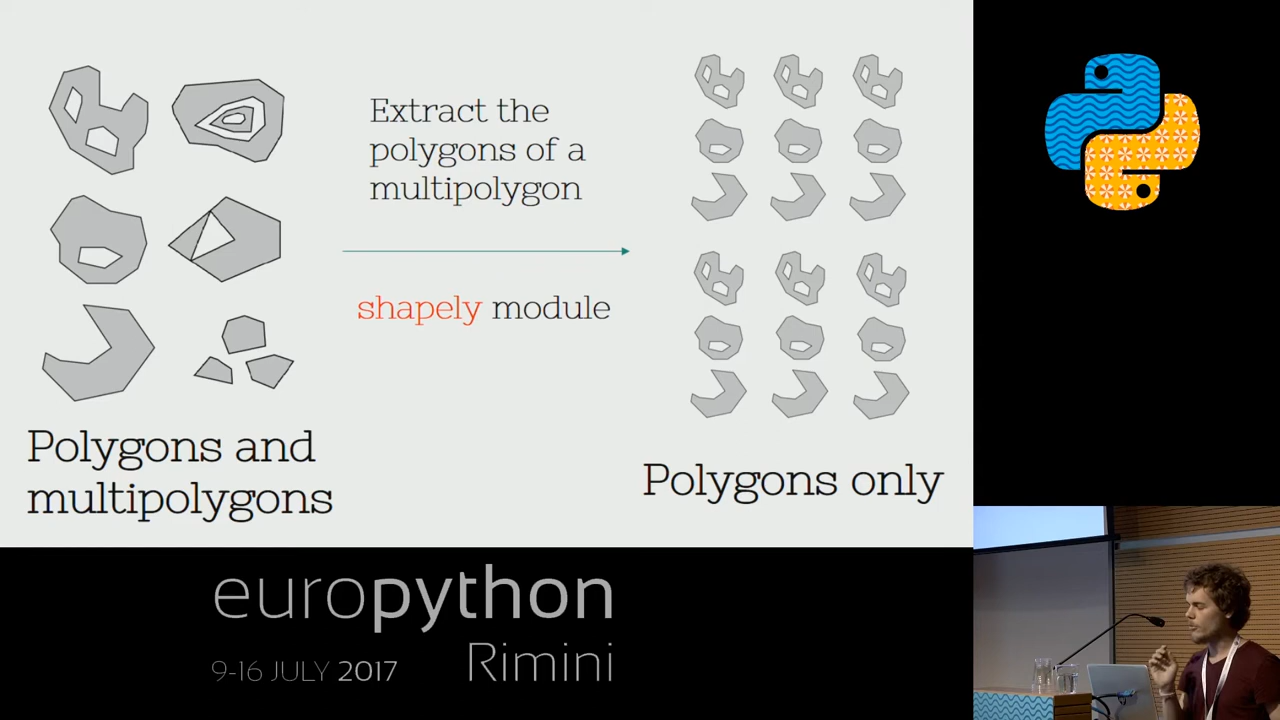 Extract the
polygons of a
multipolygon
shapely module
Polygons and
multipolygons
Polygons only
europython
Rimini
9-16 JULY 2017